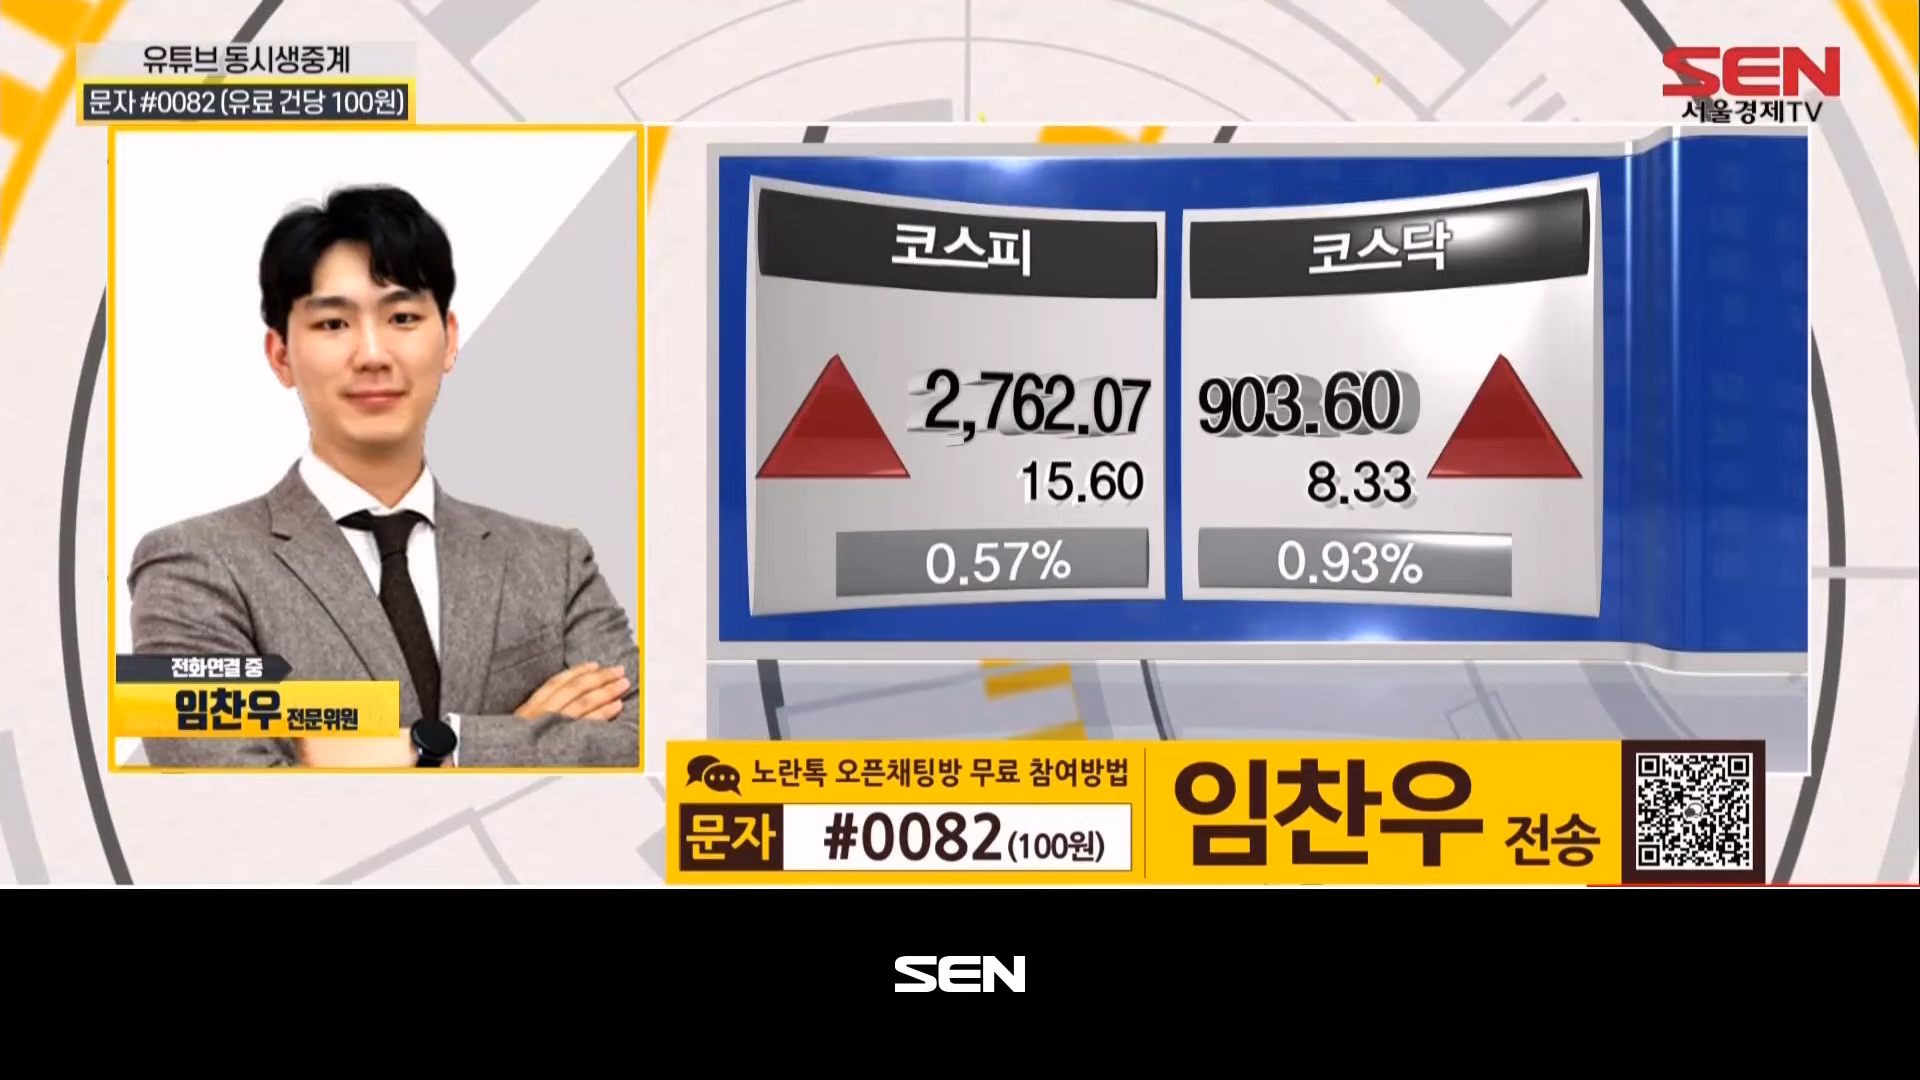 유튜브 동시생중계
문자 #0082 (유료 건당 100원)
SEN
서울경제TV
코스피
2,762.07
15.60
0.57%
코스닥
903.60
8.33
0.93%
전화연결 중
임찬우 전문위원
노란톡 오픈채팅방 무료 참여방법
문자 #0082 (100원)
임찬우 전송
SEN